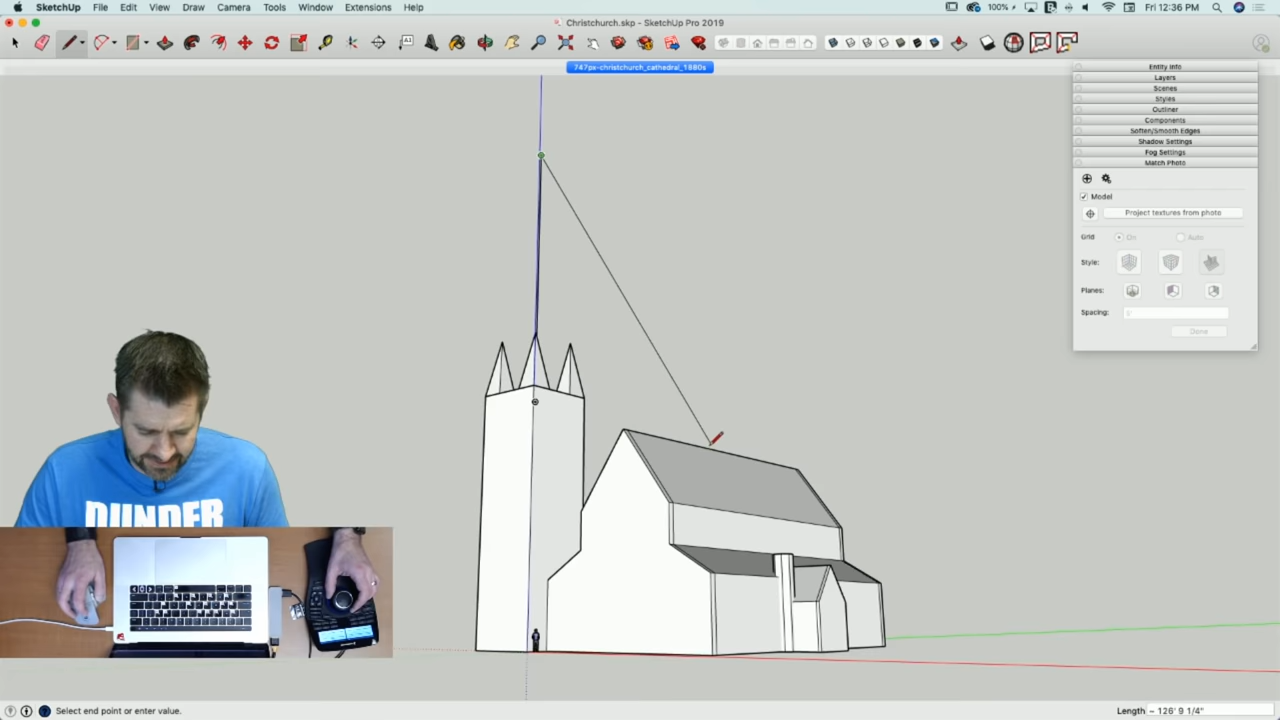 SketchUp File Edit View Draw Camera Tools Window Extensions Help
100% Fri 12:36 PM
Christchurch.skp - SketchUp Pro 2019
747px-christchurch_cathedral_1880s
Entity Info
Layers
Scenes
Styles
Outliner
Components
Soften/Smooth Edges
Shadow Settings
Fog Settings
Match Photo
Model
Project textures from photo
Grid On Auto
Style:
Planes:
Spacing:
Done
DUNDER
Select end point or enter value.
Length ~ 126' 9 1/4"